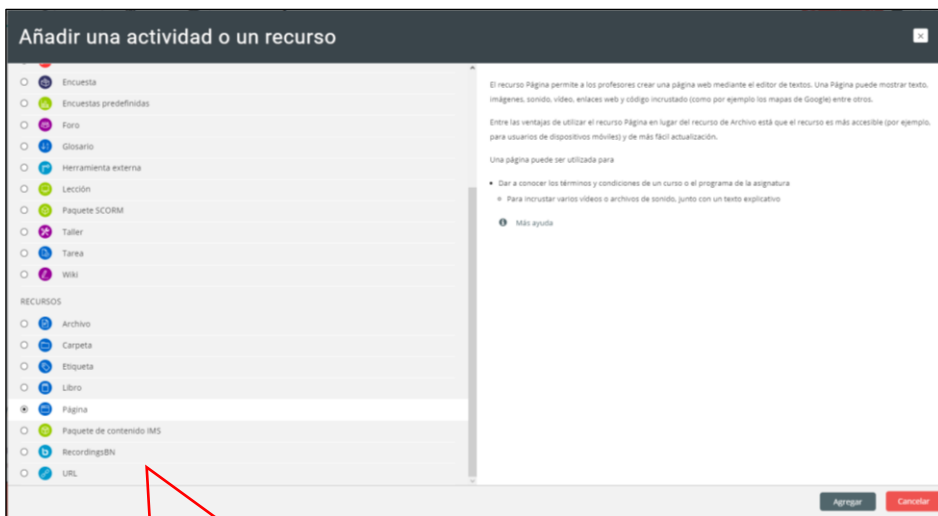 Añadir una actividad o un recurso
Encuesta
Encuestas predefinidas
Foro
Glosario
Herramienta externa
Lección
Paquete SCORM
Taller
Tarea
Wiki
RECURSOS
Archivo
Carpeta
Etiqueta
Libro
Página
Paquete de contenido IMS
RecordingsBN
URL
El recurso Página permite a los profesores crear una página web mediante el editor de textos. Una Página puede mostrar texto,
imágenes, sonido, vídeo, enlaces web y código incrustado (como por ejemplo los mapas de Google) entre otros.
Entre las ventajas de utilizar el recurso Página en lugar del recurso de Archivo está que el recurso es más accesible (por ejemplo,
para usuarios de dispositivos móviles) y de más fácil actualización.
Una página puede ser utilizada para
Dar a conocer los términos y condiciones de un curso o el programa de la asignatura
Para incrustar varios vídeos o archivos de sonido, junto con un texto explicativo
Más ayuda
Agregar
Cancelar